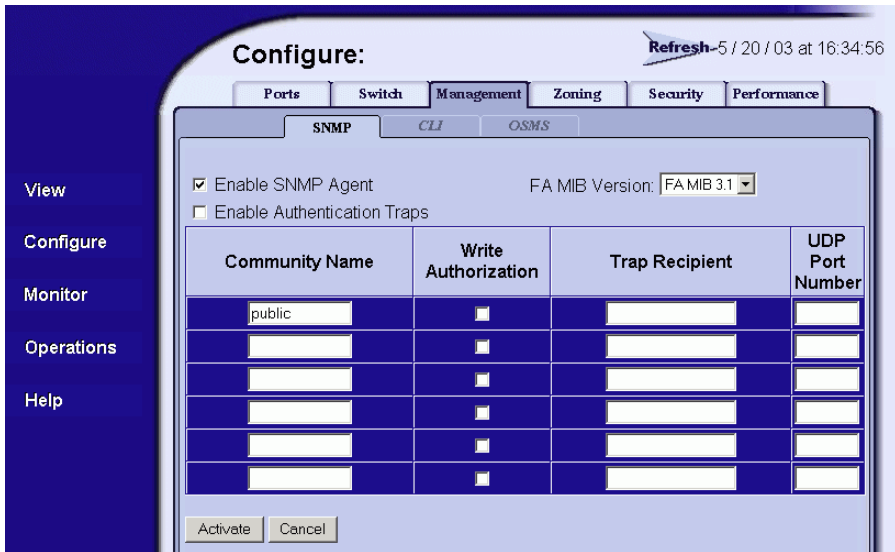 Configure:
Refresh-5 / 20 / 03 at 16:34:56
Ports Switch Management Zoning Security Performance
SNMP CLI OSMS
View
Configure
Monitor
Operations
Help
Enable SNMP Agent
FA MIB Version: FA MIB 3.1
Enable Authentication Traps
Community Name
Write Authorization
Trap Recipient
UDP Port Number
public
Activate Cancel